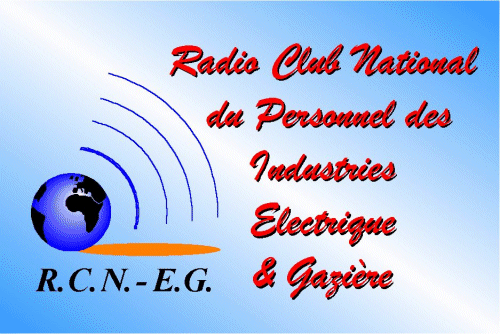 Radio Club National
du Personnel des
Industries
Electrique
& Gazière
R.C.N.-E.G.